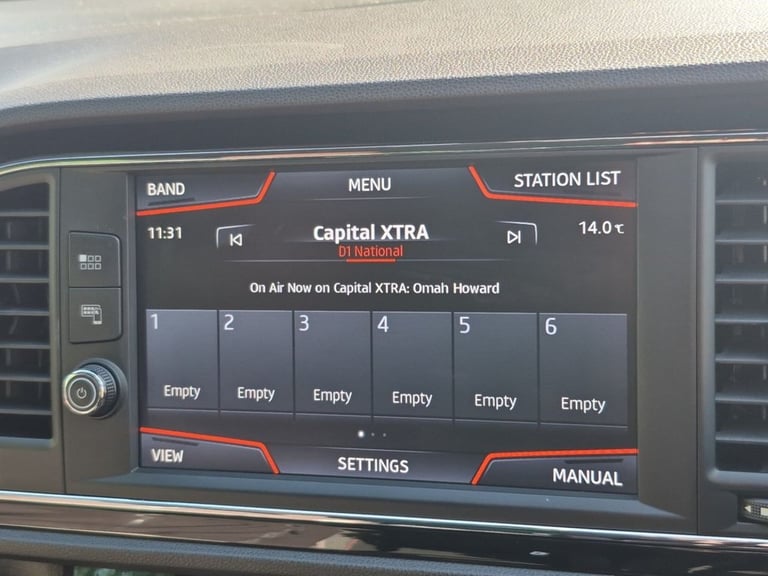 BAND
MENU
STATION LIST
11:31
Capital XTRA
14.0°C
D1 National
On Air Now on Capital XTRA: Omah Howard
1
2
3
4
5
6
Empty
Empty
Empty
Empty
Empty
Empty
VIEW
SETTINGS
MANUAL